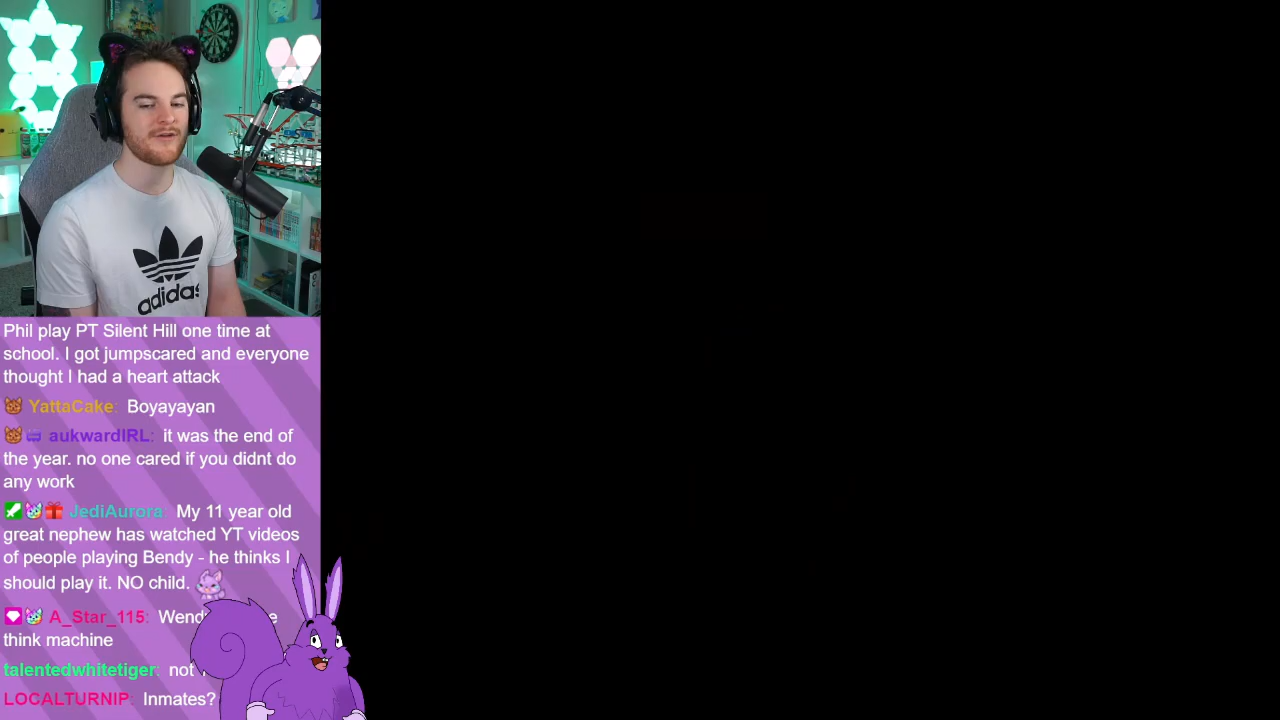 adidas
Phil play PT Silent Hill one time at
school. I got jumpscared and everyone
thought I had a heart attack
YattaCake: Boyayayan
aukwardIRL: it was the end of
the year. no one cared if you didnt do
any work
JediAurora: My 11 year old
great nephew has watched YT videos
of people playing Bendy - he thinks I
should play it. NO child.
A_Star_115:
think machine
talentedwhitetiger: not
LOCALTURNIP: Inmates?